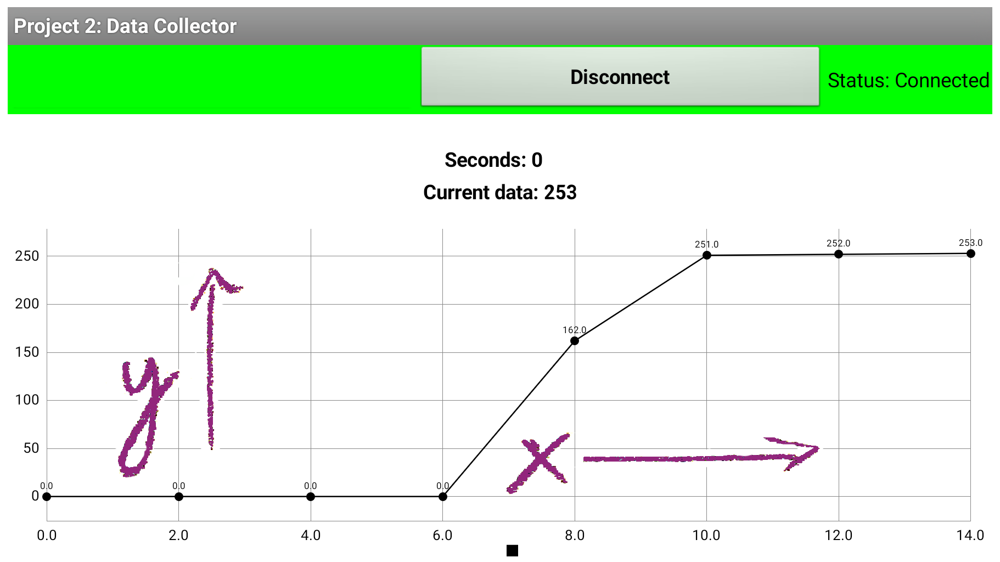 Project 2: Data Collector
Disconnect
Status: Connected
Seconds: 0
Current data: 253
251.0 252.0 253.0
250
200
162.0
150
y
100
50
x
0.0 0.0 0.0 0.0
0
0.0 2.0 4.0 6.0 8.0 10.0 12.0 14.0